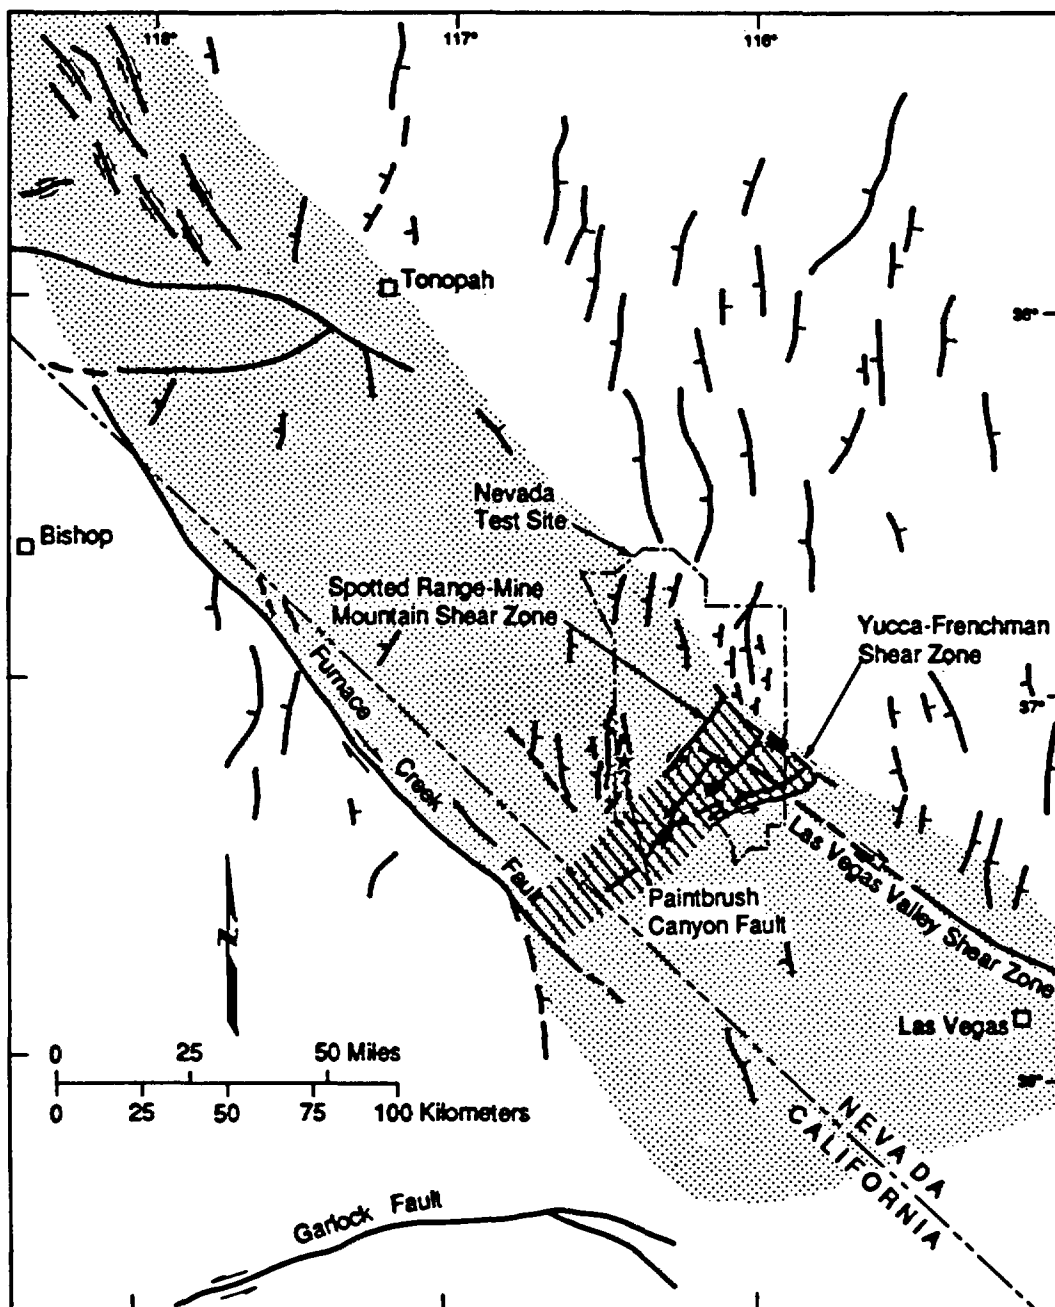 118°
117°
116°
Tonopah
38°
Nevada
Test Site
Bishop
Spotted Range-Mine
Mountain Shear Zone
Yucca-Frenchman
Shear Zone
37°
Furnace Creek Fault
Las Vegas Valley Shear Zone
Paintbrush
Canyon Fault
N
Las Vegas
0 25 50 Miles
0 25 50 75 100 Kilometers
36°
NEVADA
CALIFORNIA
Garlock Fault